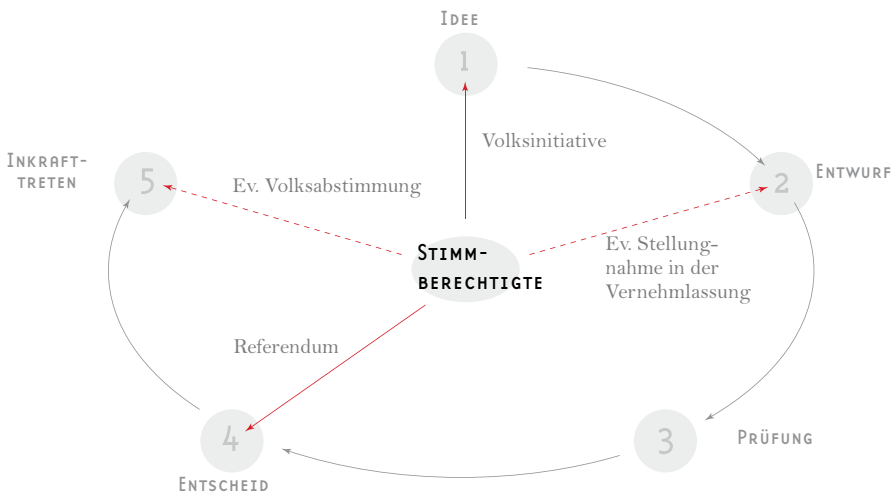 IDEE
1
Volksinitiative
INKRAFT-
TRETEN
5
Ev. Volksabstimmung
2
ENTWURF
STIMM-
BERECHTIGTE
Ev. Stellung-
nahme in der
Vernehmlassung
Referendum
4
ENTSCHEID
3
PRÜFUNG